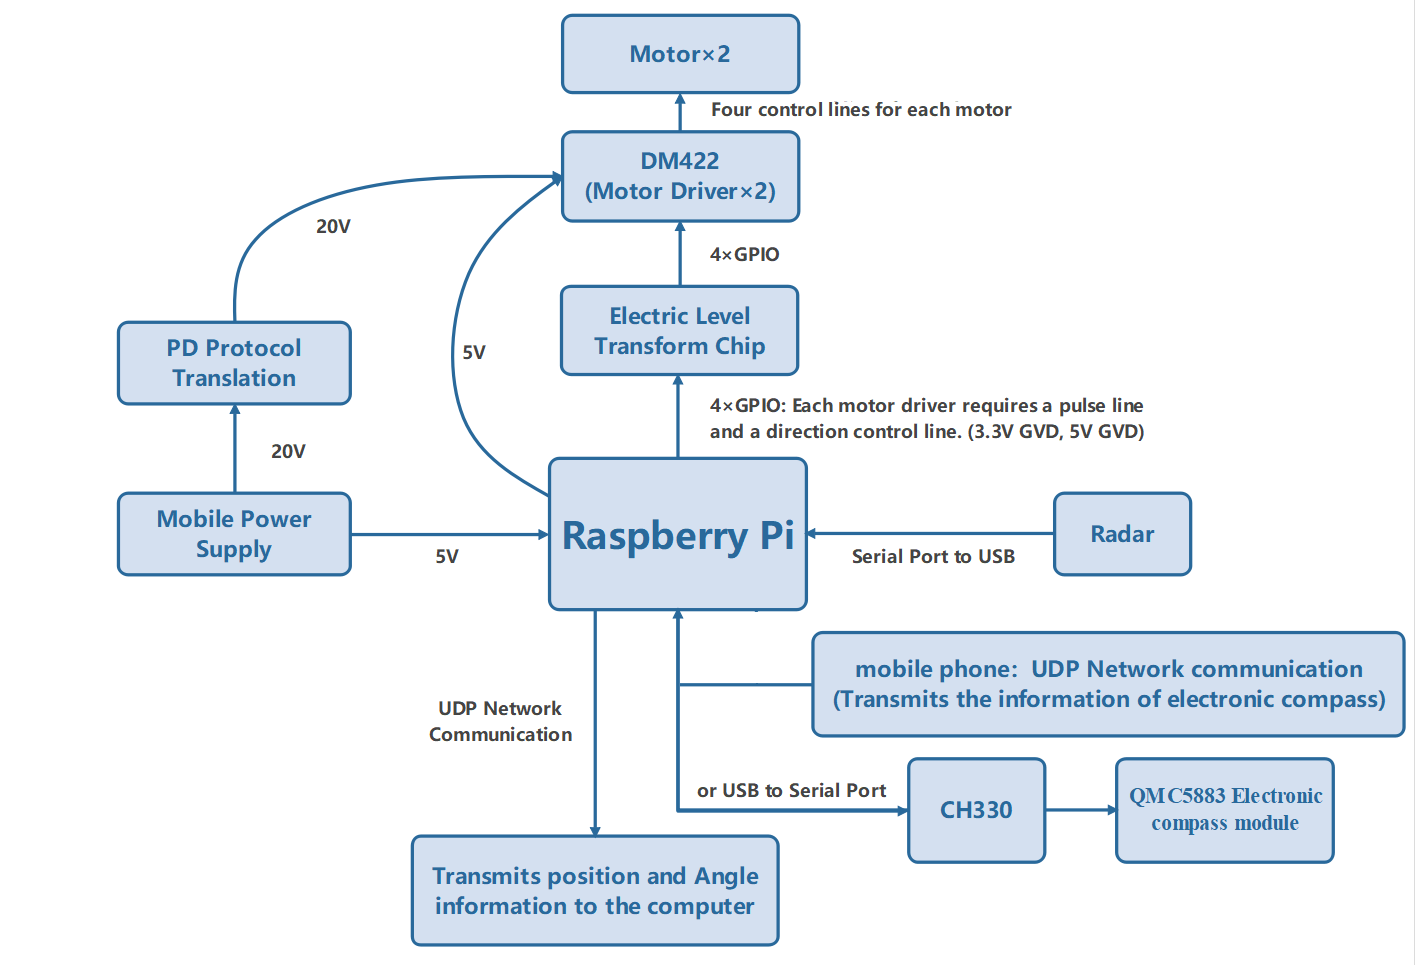 Motor×2
Four control lines for each motor
DM422
(Motor Driver×2)
20V
4×GPIO
Electric Level
Transform Chip
PD Protocol
Translation
5V
4×GPIO: Each motor driver requires a pulse line
and a direction control line. (3.3V GVD, 5V GVD)
20V
Mobile Power
Supply
5V
Raspberry Pi
Serial Port to USB
Radar
mobile phone: UDP Network communication
(Transmits the information of electronic compass)
UDP Network
Communication
or USB to Serial Port
CH330
QMC5883 Electronic
compass module
Transmits position and Angle
information to the computer